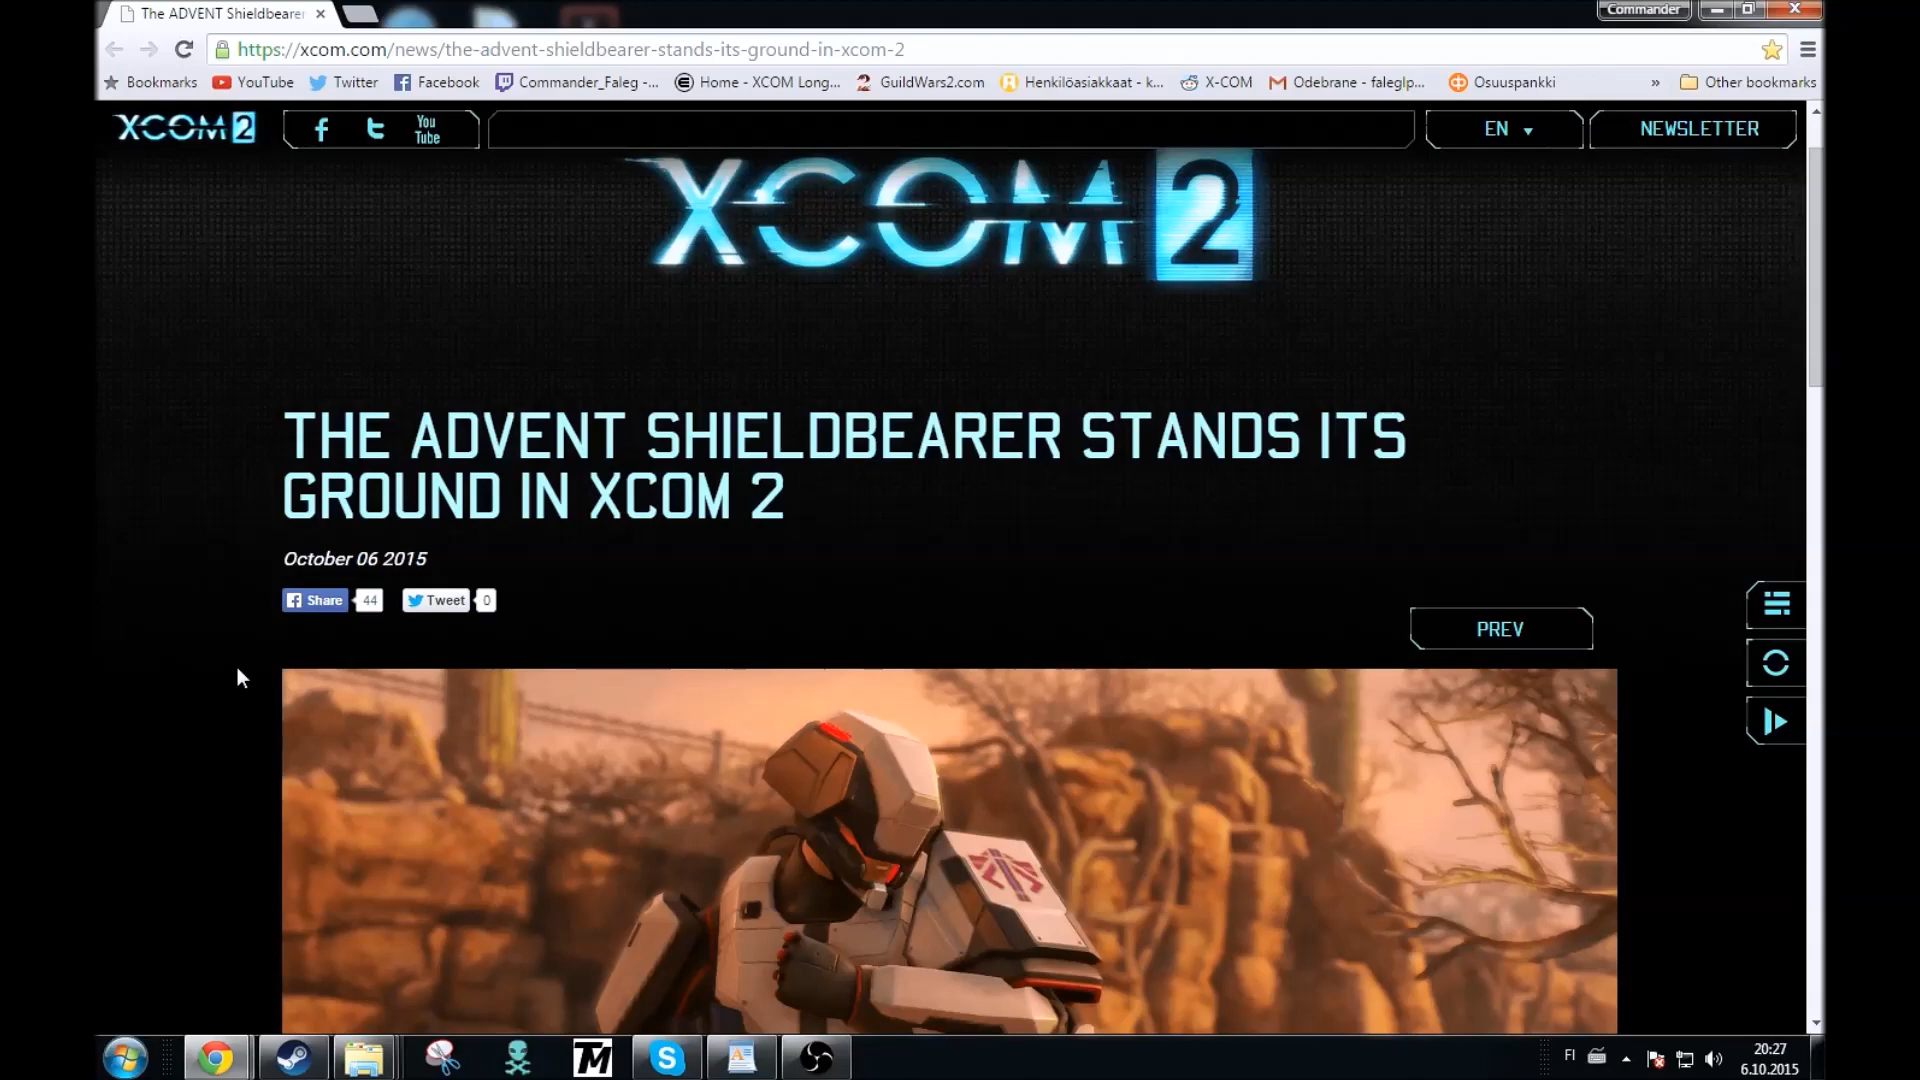 The ADVENT Shieldbearer
Commander
https://xcom.com/news/the-advent-shieldbearer-stands-its-ground-in-xcom-2
Bookmarks YouTube Twitter Facebook Commander_Faleg -... Home - XCOM Long... GuildWars2.com Henkilöasiakkaat - k... X-COM Odebrane - faleglp... Osuuspankki » Other bookmarks
XCOM 2 You Tube EN NEWSLETTER
XCOM 2
THE ADVENT SHIELDBEARER STANDS ITS
GROUND IN XCOM 2
October 06 2015
Share 44 Tweet 0
PREV
TM FI 20:27
6.10.2015